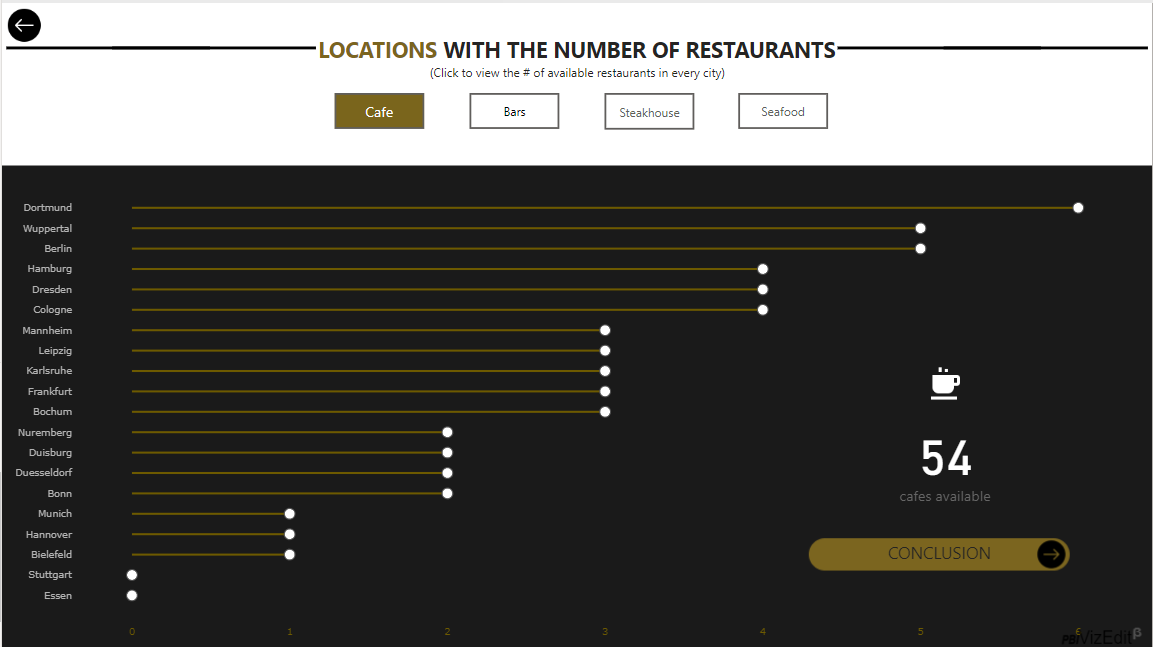 LOCATIONS WITH THE NUMBER OF RESTAURANTS
(Click to view the # of available restaurants in every city)
Cafe Bars Steakhouse Seafood
Dortmund
Wuppertal
Berlin
Hamburg
Dresden
Cologne
Mannheim
Leipzig
Karlsruhe
Frankfurt
Bochum
Nuremberg
Duisburg
Duesseldorf
Bonn
Munich
Hannover
Bielefeld
Stuttgart
Essen
54
cafes available
CONCLUSION
0 1 2 3 4 5 6
PBIVizEdit β